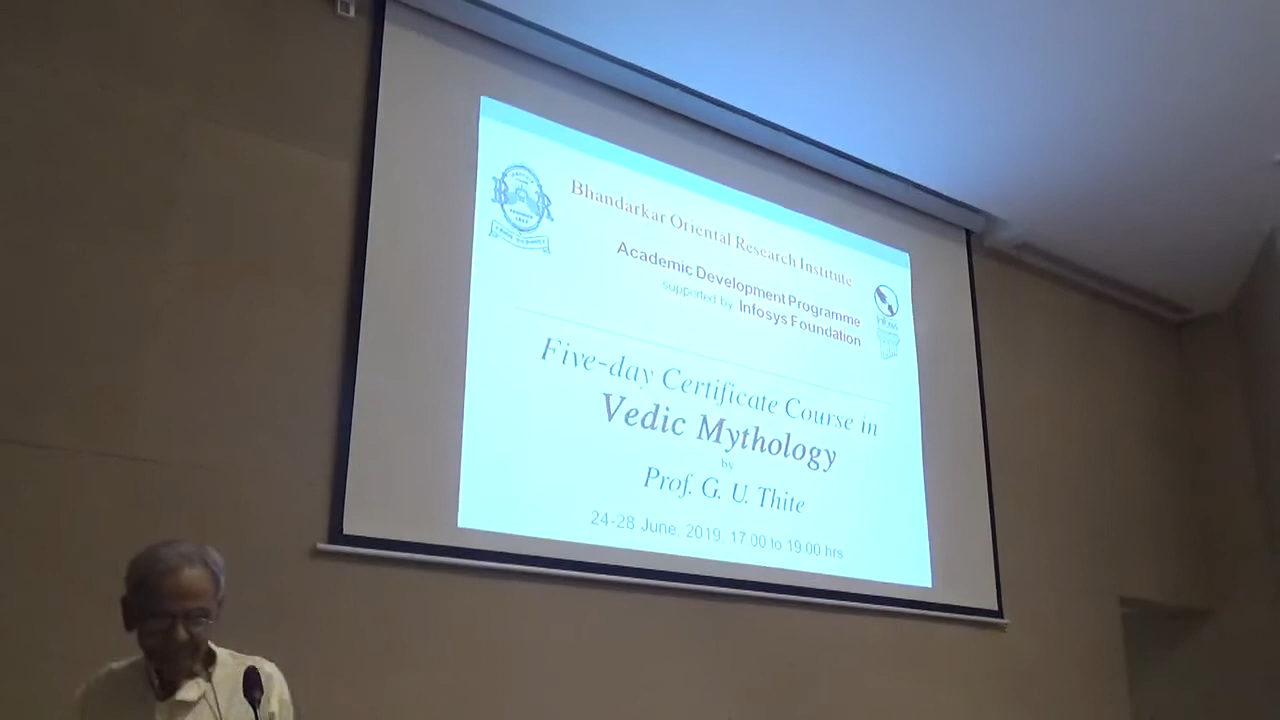 Bhandarkar Oriental Research Institute
Academic Development Programme
supported by Infosys Foundation
Infosys
Five-day Certificate Course in
Vedic Mythology
by
Prof. G. U. Thite
24-28 June, 2019, 17.00 to 19.00 hrs